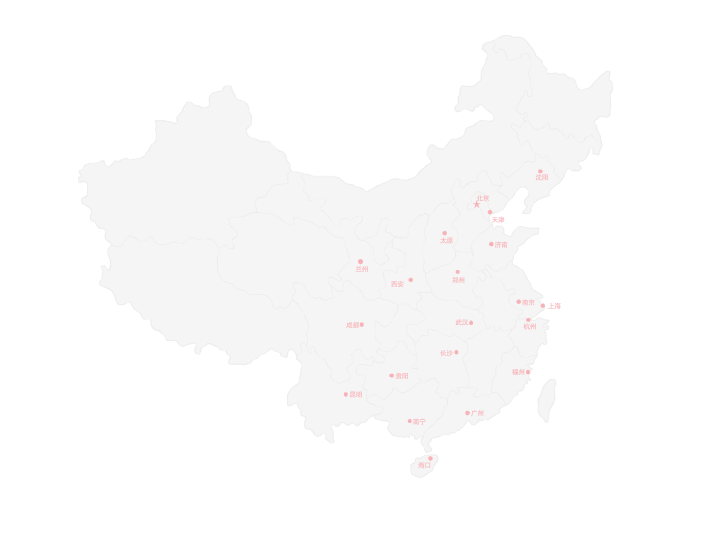 沈阳
北京
天津
太原
济南
兰州
郑州
西安
南京
上海
武汉
成都
杭州
长沙
福州
贵阳
昆明
广州
南宁
海口